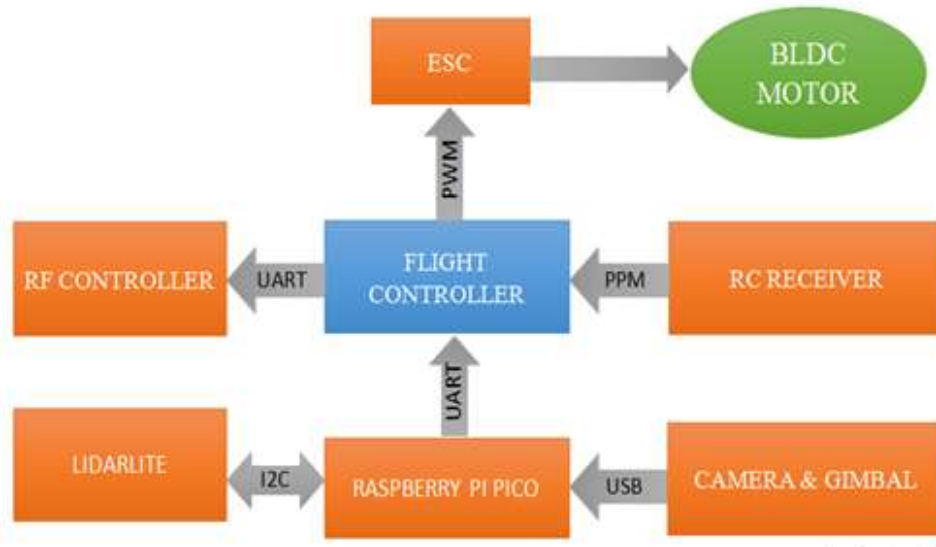 ESC
BLDC
MOTOR
PWM
RF CONTROLLER
UART
FLIGHT
CONTROLLER
PPM
RC RECEIVER
UART
LIDARLITE
I2C
RASPBERRY PI PICO
USB
CAMERA & GIMBAL